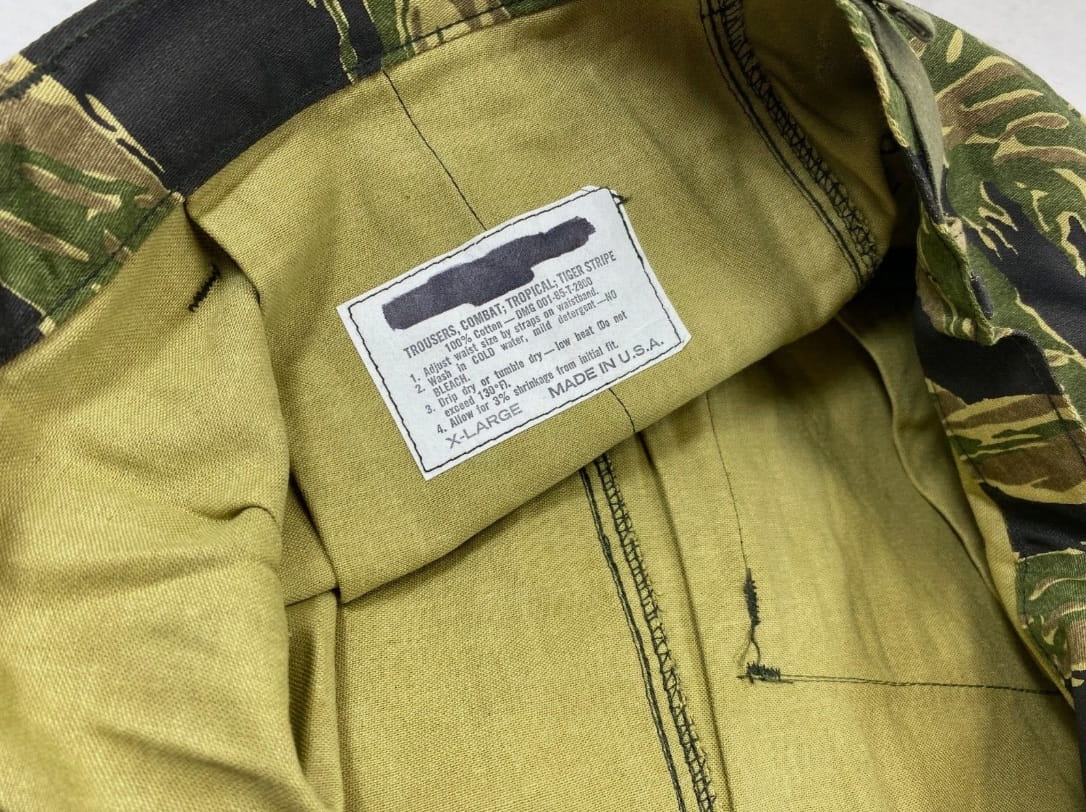 TROUSERS, COMBAT; TROPICAL; TIGER STRIPE
100% Cotton — DMG 001-65-T-2800
1. Adjust waist size by straps on waistband.
2. Wash in COLD water, mild detergent—NO
BLEACH.
3. Drip dry or tumble dry—low heat (Do not
exceed 130°F).
4. Allow for 3% shrinkage from initial fit.
X-LARGE MADE IN U.S.A.